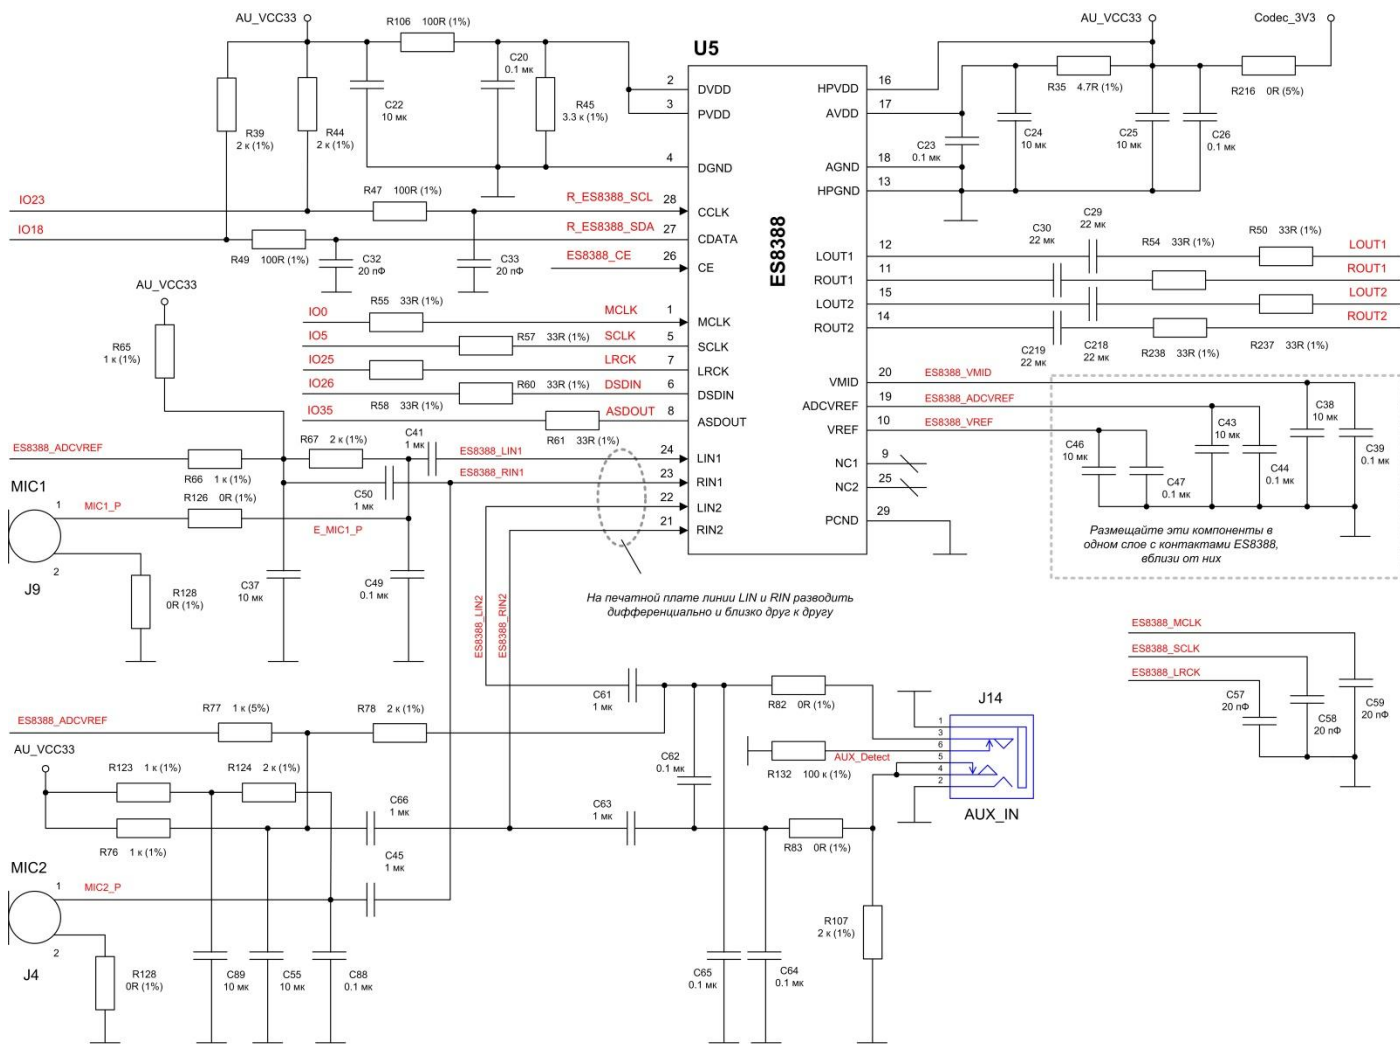 AU_VCC33
R106 100R (1%)
C20
0.1 мк
U5
AU_VCC33
Codec_3V3
R39
2 к (1%)
R44
2 к (1%)
C22
10 мк
R45
3.3 к (1%)
2
DVDD
3
PVDD
4
DGND
HPVDD
16
AVDD
17
AGND
18
HPGND
13
R35 4.7R (1%)
R216 0R (5%)
C23
0.1 мк
C24
10 мк
C25
10 мк
C26
0.1 мк
IO23
R47 100R (1%)
R_ES8388_SCL
28
CCLK
IO18
R49 100R (1%)
R_ES8388_SDA
27
CDATA
C32
20 пФ
C33
20 пФ
ES8388_CE
26
CE
ES8388
LOUT1
12
ROUT1
11
LOUT2
15
ROUT2
14
C30
22 мк
C29
22 мк
R54 33R (1%)
R50 33R (1%)
LOUT1
ROUT1
LOUT2
ROUT2
C219
22 мк
C218
22 мк
R238 33R (1%)
R237 33R (1%)
AU_VCC33
R65
1 к (1%)
IO0
R55 33R (1%)
MCLK
1
MCLK
IO5
R57 33R (1%)
SCLK
5
SCLK
IO25
LRCK
7
LRCK
IO26
R58 33R (1%)
R60 33R (1%)
DSDIN
6
DSDIN
IO35
R61 33R (1%)
ASDOUT
8
ASDOUT
VMID
20
ES8388_VMID
ADCVREF
19
ES8388_ADCVREF
VREF
10
ES8388_VREF
NC1
9
NC2
25
PCND
29
C46
10 мк
C47
0.1 мк
C43
10 мк
C44
0.1 мк
C38
10 мк
C39
0.1 мк
Размещайте эти компоненты в
одном слое с контактами ES8388,
вблизи от них
ES8388_ADCVREF
R66 1 к (1%)
R67 2 к (1%)
C41
1 мк
ES8388_LIN1
24
LIN1
C50
1 мк
ES8388_RIN1
23
RIN1
22
LIN2
21
RIN2
MIC1
1
MIC1_P
R126 0R (1%)
E_MIC1_P
2
J9
R128
0R (1%)
C37
10 мк
C49
0.1 мк
На печатной плате линии LIN и RIN разводить
дифференциально и близко друг к другу
ES8388_LIN2
ES8388_RIN2
ES8388_MCLK
ES8388_SCLK
ES8388_LRCK
C57
20 пФ
C58
20 пФ
C59
20 пФ
ES8388_ADCVREF
R77 1 к (5%)
R78 2 к (1%)
C61
1 мк
R82 0R (1%)
J14
1
3
6
5
4
2
AUX_IN
AU_VCC33
R123 1 к (1%)
R124 2 к (1%)
C62
0.1 мк
AUX_Detect
R132 100 к (1%)
R76 1 к (1%)
C66
1 мк
C63
1 мк
R83 0R (1%)
C45
1 мк
MIC2
1
MIC2_P
2
J4
R128
0R (1%)
C89
10 мк
C55
10 мк
C88
0.1 мк
C65
0.1 мк
C64
0.1 мк
R107
2 к (1%)